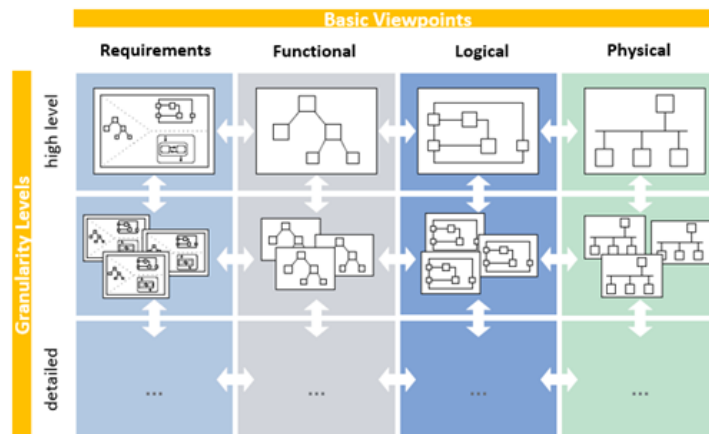 Basic Viewpoints
Requirements Functional Logical Physical
Granularity Levels
high level
detailed
... ... ... ...